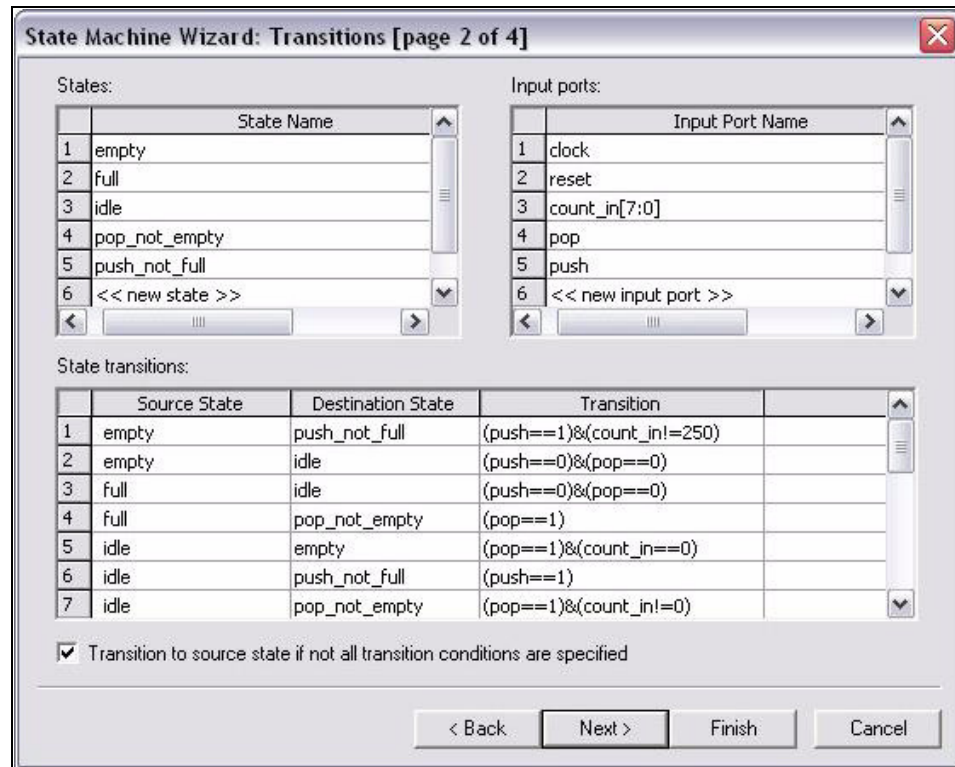 State Machine Wizard: Transitions [page 2 of 4]
States:
State Name
1 empty
2 full
3 idle
4 pop_not_empty
5 push_not_full
6 << new state >>
Input ports:
Input Port Name
1 clock
2 reset
3 count_in[7:0]
4 pop
5 push
6 << new input port >>
State transitions:
Source State Destination State Transition
1 empty push_not_full (push==1)&(count_in!=250)
2 empty idle (push==0)&(pop==0)
3 full idle (push==0)&(pop==0)
4 full pop_not_empty (pop==1)
5 idle empty (pop==1)&(count_in==0)
6 idle push_not_full (push==1)
7 idle pop_not_empty (pop==1)&(count_in!=0)
Transition to source state if not all transition conditions are specified
< Back Next > Finish Cancel